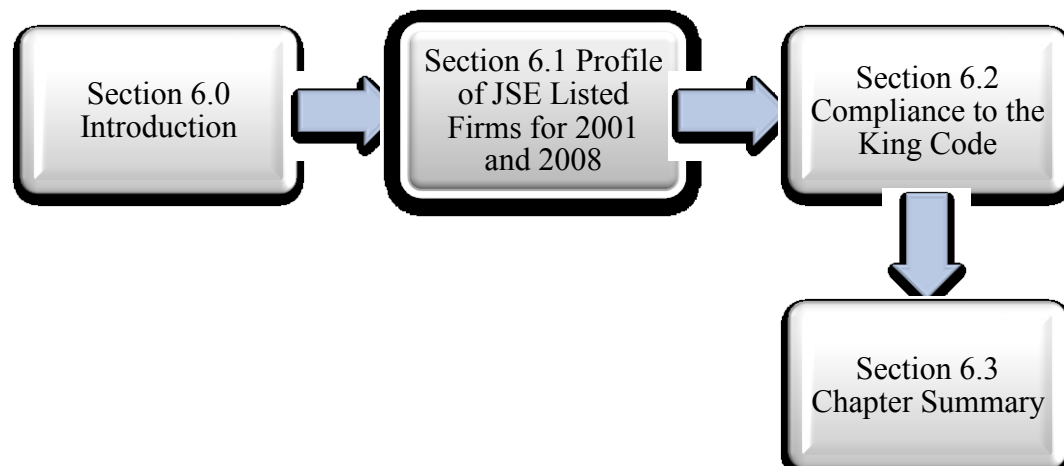 Section 6.0
Introduction
Section 6.1 Profile
of JSE Listed
Firms for 2001
and 2008
Section 6.2
Compliance to the
King Code
Section 6.3
Chapter Summary